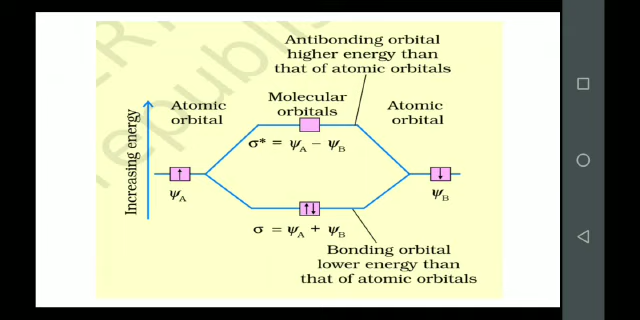 Antibonding orbital
higher energy than
that of atomic orbitals
Atomic
orbital
Molecular
orbitals
Atomic
orbital
Increasing energy
σ* = ψA − ψB
↑
↓
ψA
ψB
↑↓
σ = ψA + ψB
Bonding orbital
lower energy than
that of atomic orbitals
republis